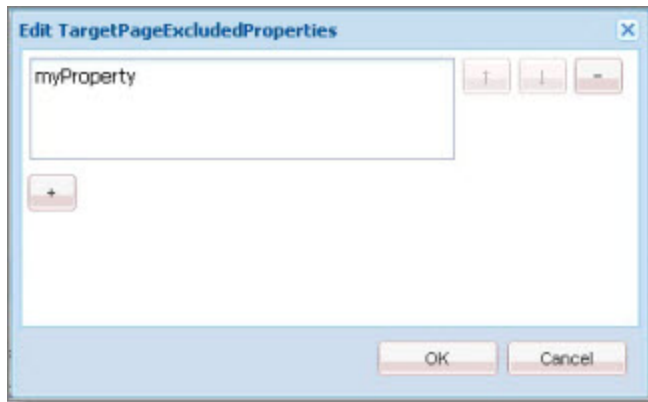 Edit TargetPageExcludedProperties
myProperty
↑ ↓ -
+
OK Cancel